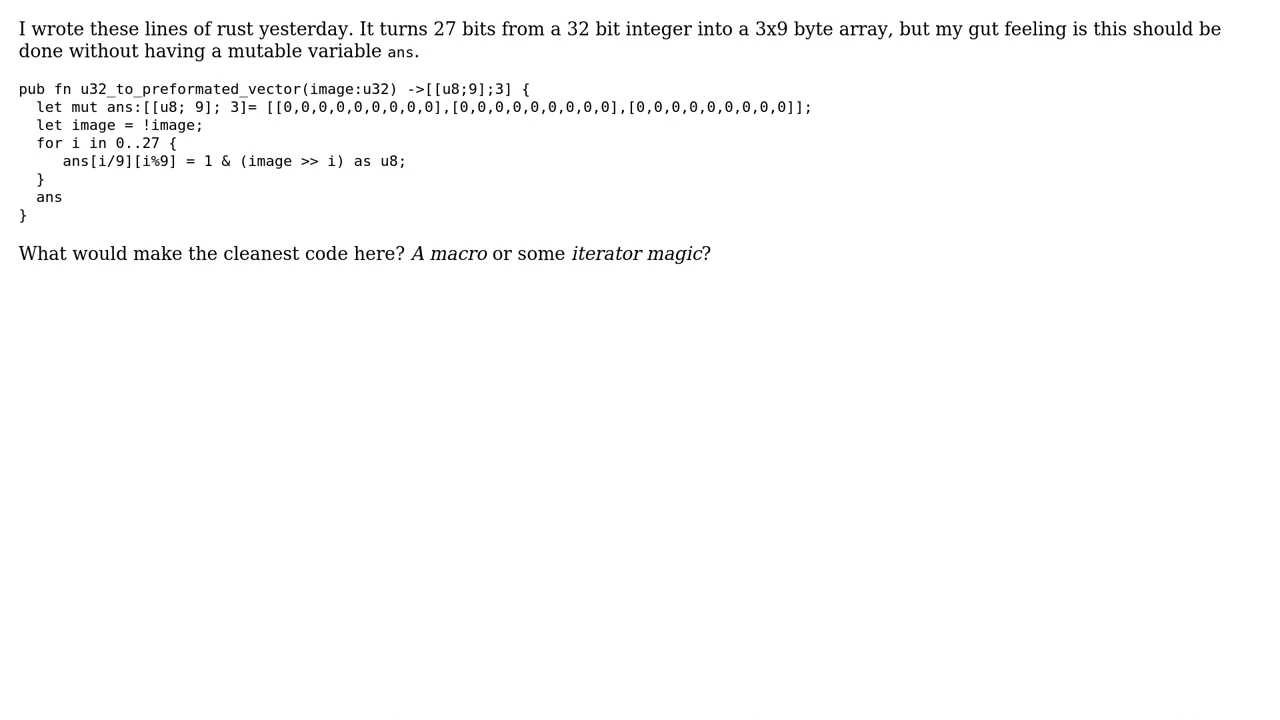 I wrote these lines of rust yesterday. It turns 27 bits from a 32 bit integer into a 3x9 byte array, but my gut feeling is this should be
done without having a mutable variable ans.
pub fn u32_to_preformated_vector(image:u32) ->[[u8;9];3] {
  let mut ans:[[u8; 9]; 3]= [[0,0,0,0,0,0,0,0,0],[0,0,0,0,0,0,0,0,0],[0,0,0,0,0,0,0,0,0]];
  let image = !image;
  for i in 0..27 {
     ans[i/9][i%9] = 1 & (image >> i) as u8;
  }
  ans
}
What would make the cleanest code here? A macro or some iterator magic?